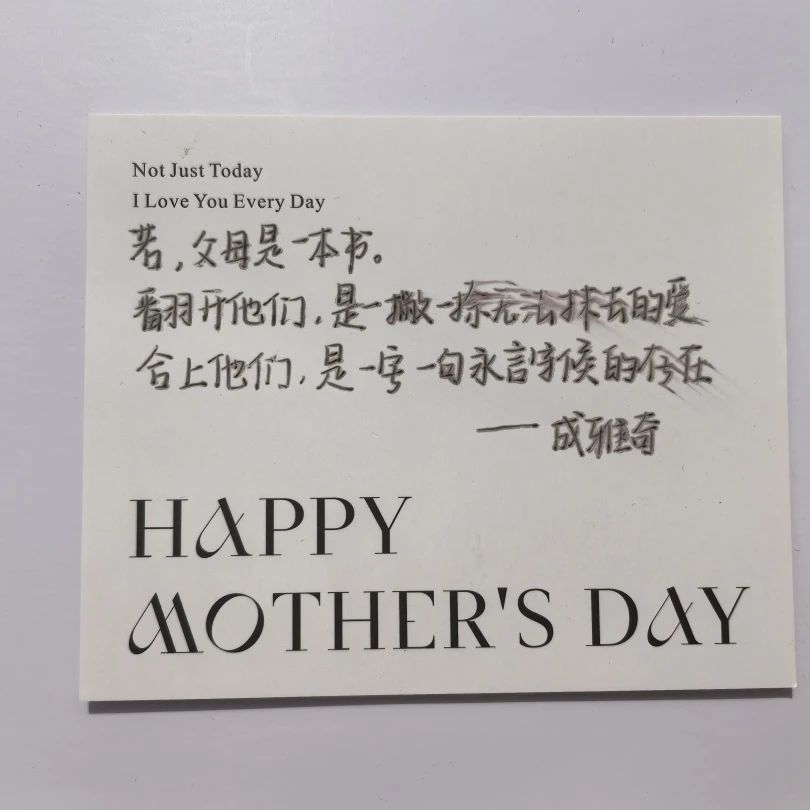 Not Just Today
I Love You Every Day
若,父母是一本书。
翻开他们,是一撇一捺无法抹去的爱
合上他们,是一字一句永言守候的存在
——成雅奇
HAPPY
MOTHER'S DAY